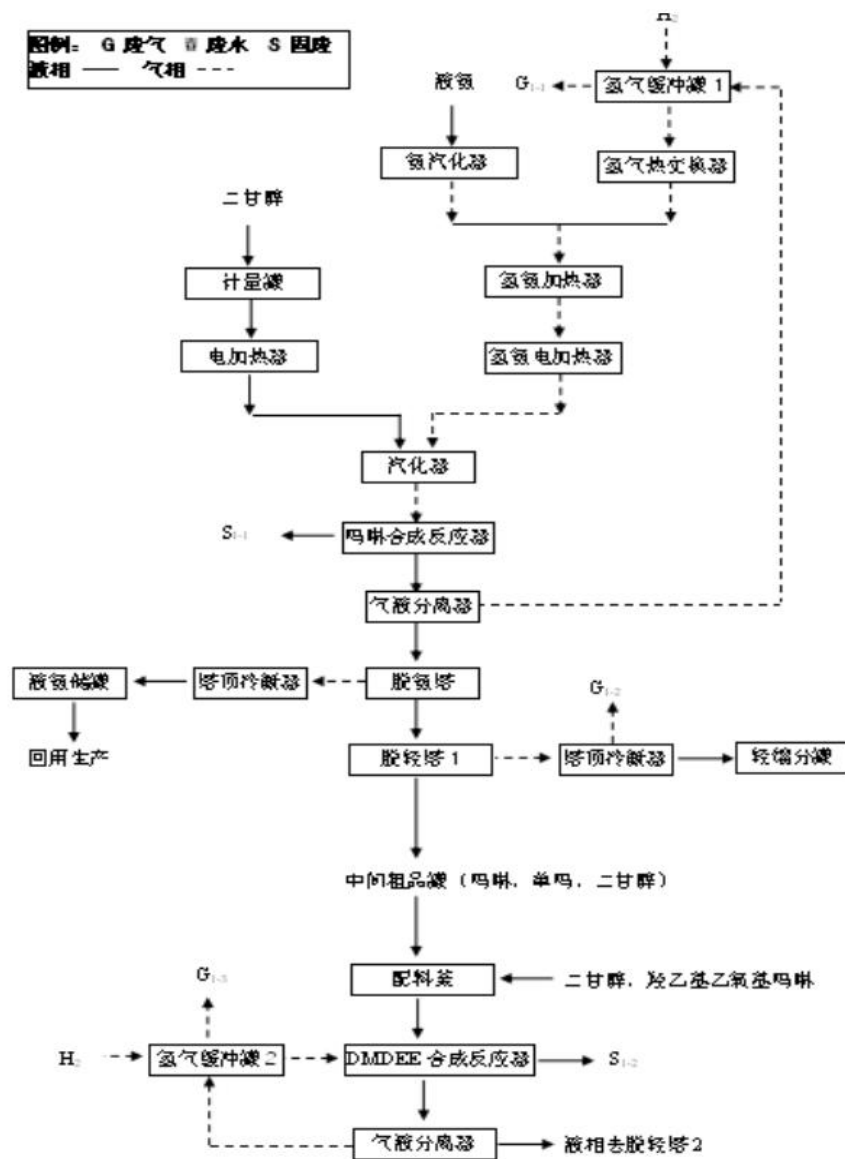 图例： G 废气 W 废水 S 固废
液相 —— 气相 ---
H2
液氨
G1-1
氢气缓冲罐 1
氨汽化器
氢气热交换器
二甘醇
计量罐
氢氨加热器
电加热器
氢氨电加热器
汽化器
S1-1
吗啉合成反应器
气液分离器
液氨储罐
塔顶冷凝器
脱氨塔
G1-2
回用生产
脱轻塔 1
塔顶冷凝器
轻馏分罐
中间粗品罐（吗啉，单吗，二甘醇）
G1-3
配料釜
二甘醇，羟乙基乙氧基吗啉
H2
氢气缓冲罐 2
DMDEE 合成反应器
S1-2
气液分离器
液相去脱轻塔2